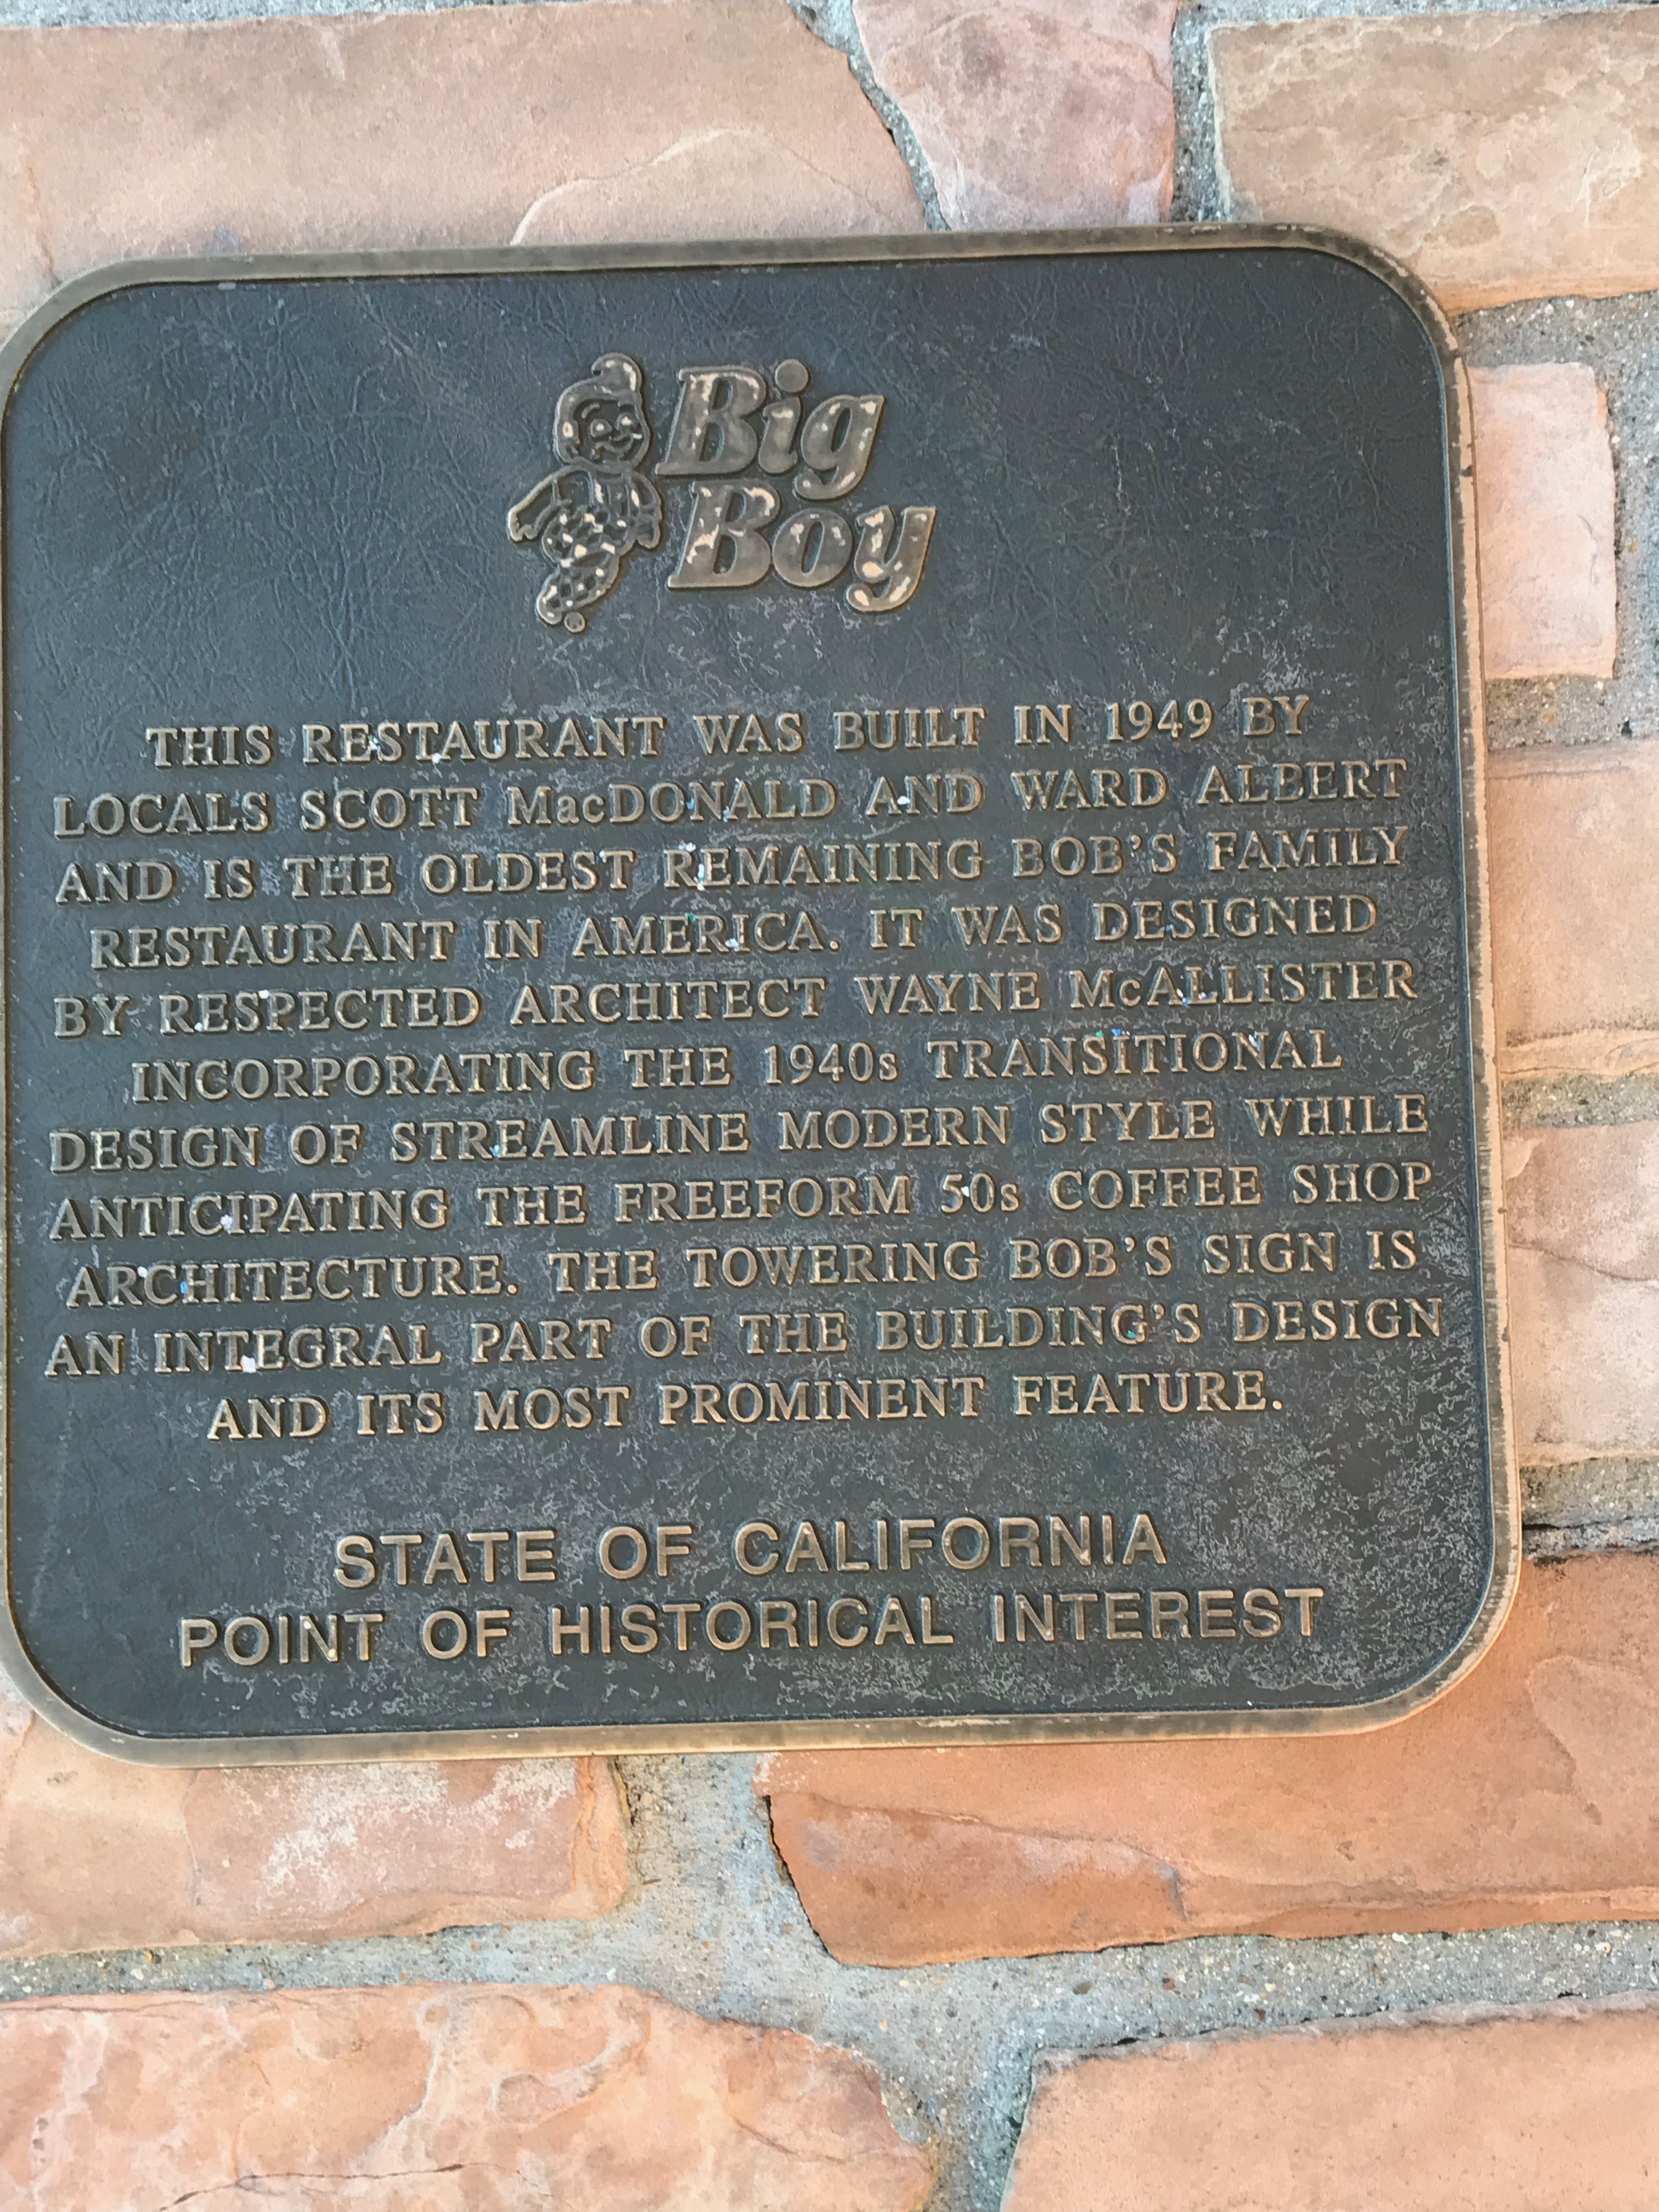 Big
Boy
THIS RESTAURANT WAS BUILT IN 1949 BY
LOCALS SCOTT MacDONALD AND WARD ALBERT
AND IS THE OLDEST REMAINING BOB'S FAMILY
RESTAURANT IN AMERICA. IT WAS DESIGNED
BY RESPECTED ARCHITECT WAYNE McALLISTER
INCORPORATING THE 1940s TRANSITIONAL
DESIGN OF STREAMLINE MODERN STYLE WHILE
ANTICIPATING THE FREEFORM 50s COFFEE SHOP
ARCHITECTURE. THE TOWERING BOB'S SIGN IS
AN INTEGRAL PART OF THE BUILDING'S DESIGN
AND ITS MOST PROMINENT FEATURE.
STATE OF CALIFORNIA
POINT OF HISTORICAL INTEREST